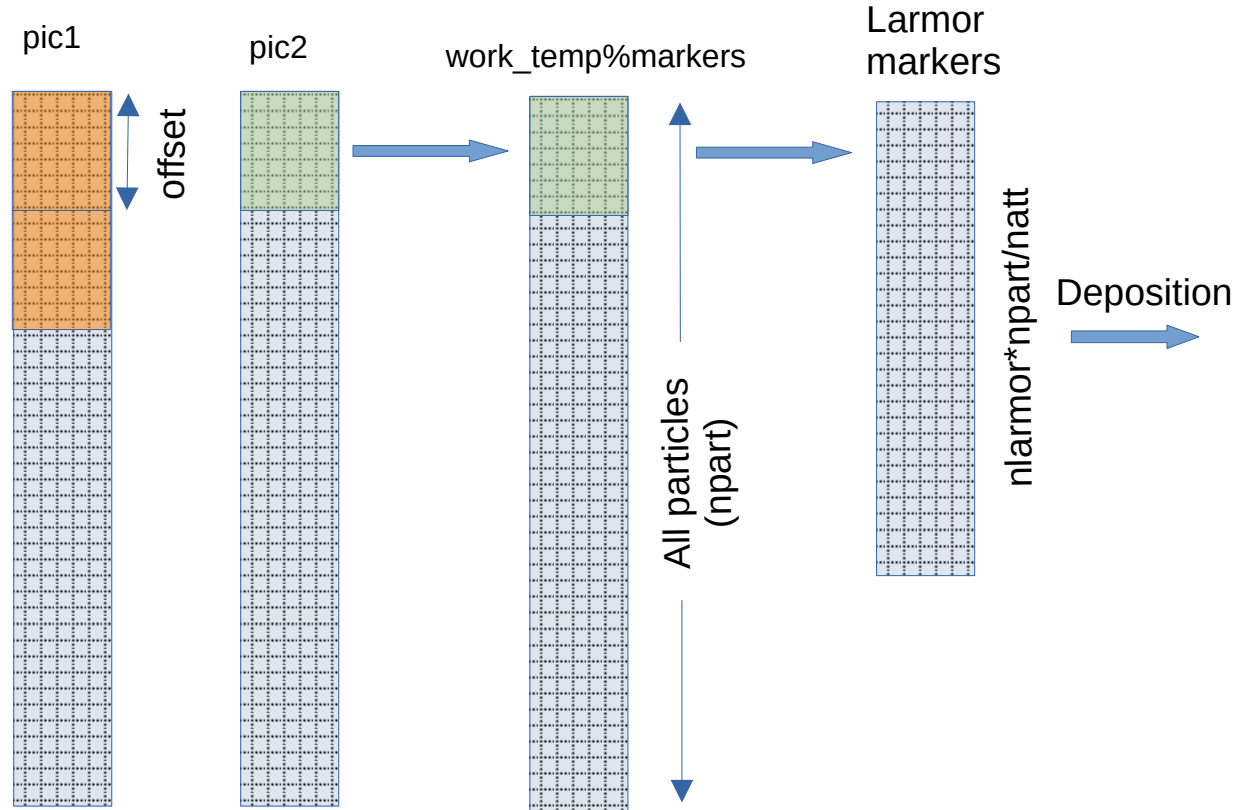 pic1
pic2
work_temp%markers
Larmor
markers
offset
All particles
(npart)
nlarmor*npart/natt
Deposition